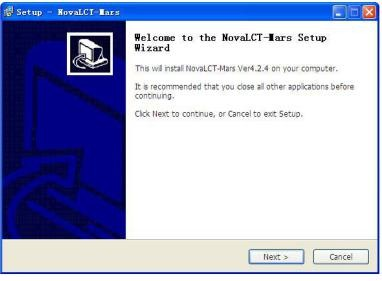 Setup - NovaLCT-Mars
Welcome to the NovaLCT-Mars Setup
Wizard
This will install NovaLCT-Mars Ver4.2.4 on your computer.
It is recommended that you close all other applications before
continuing.
Click Next to continue, or Cancel to exit Setup.
Next >
Cancel